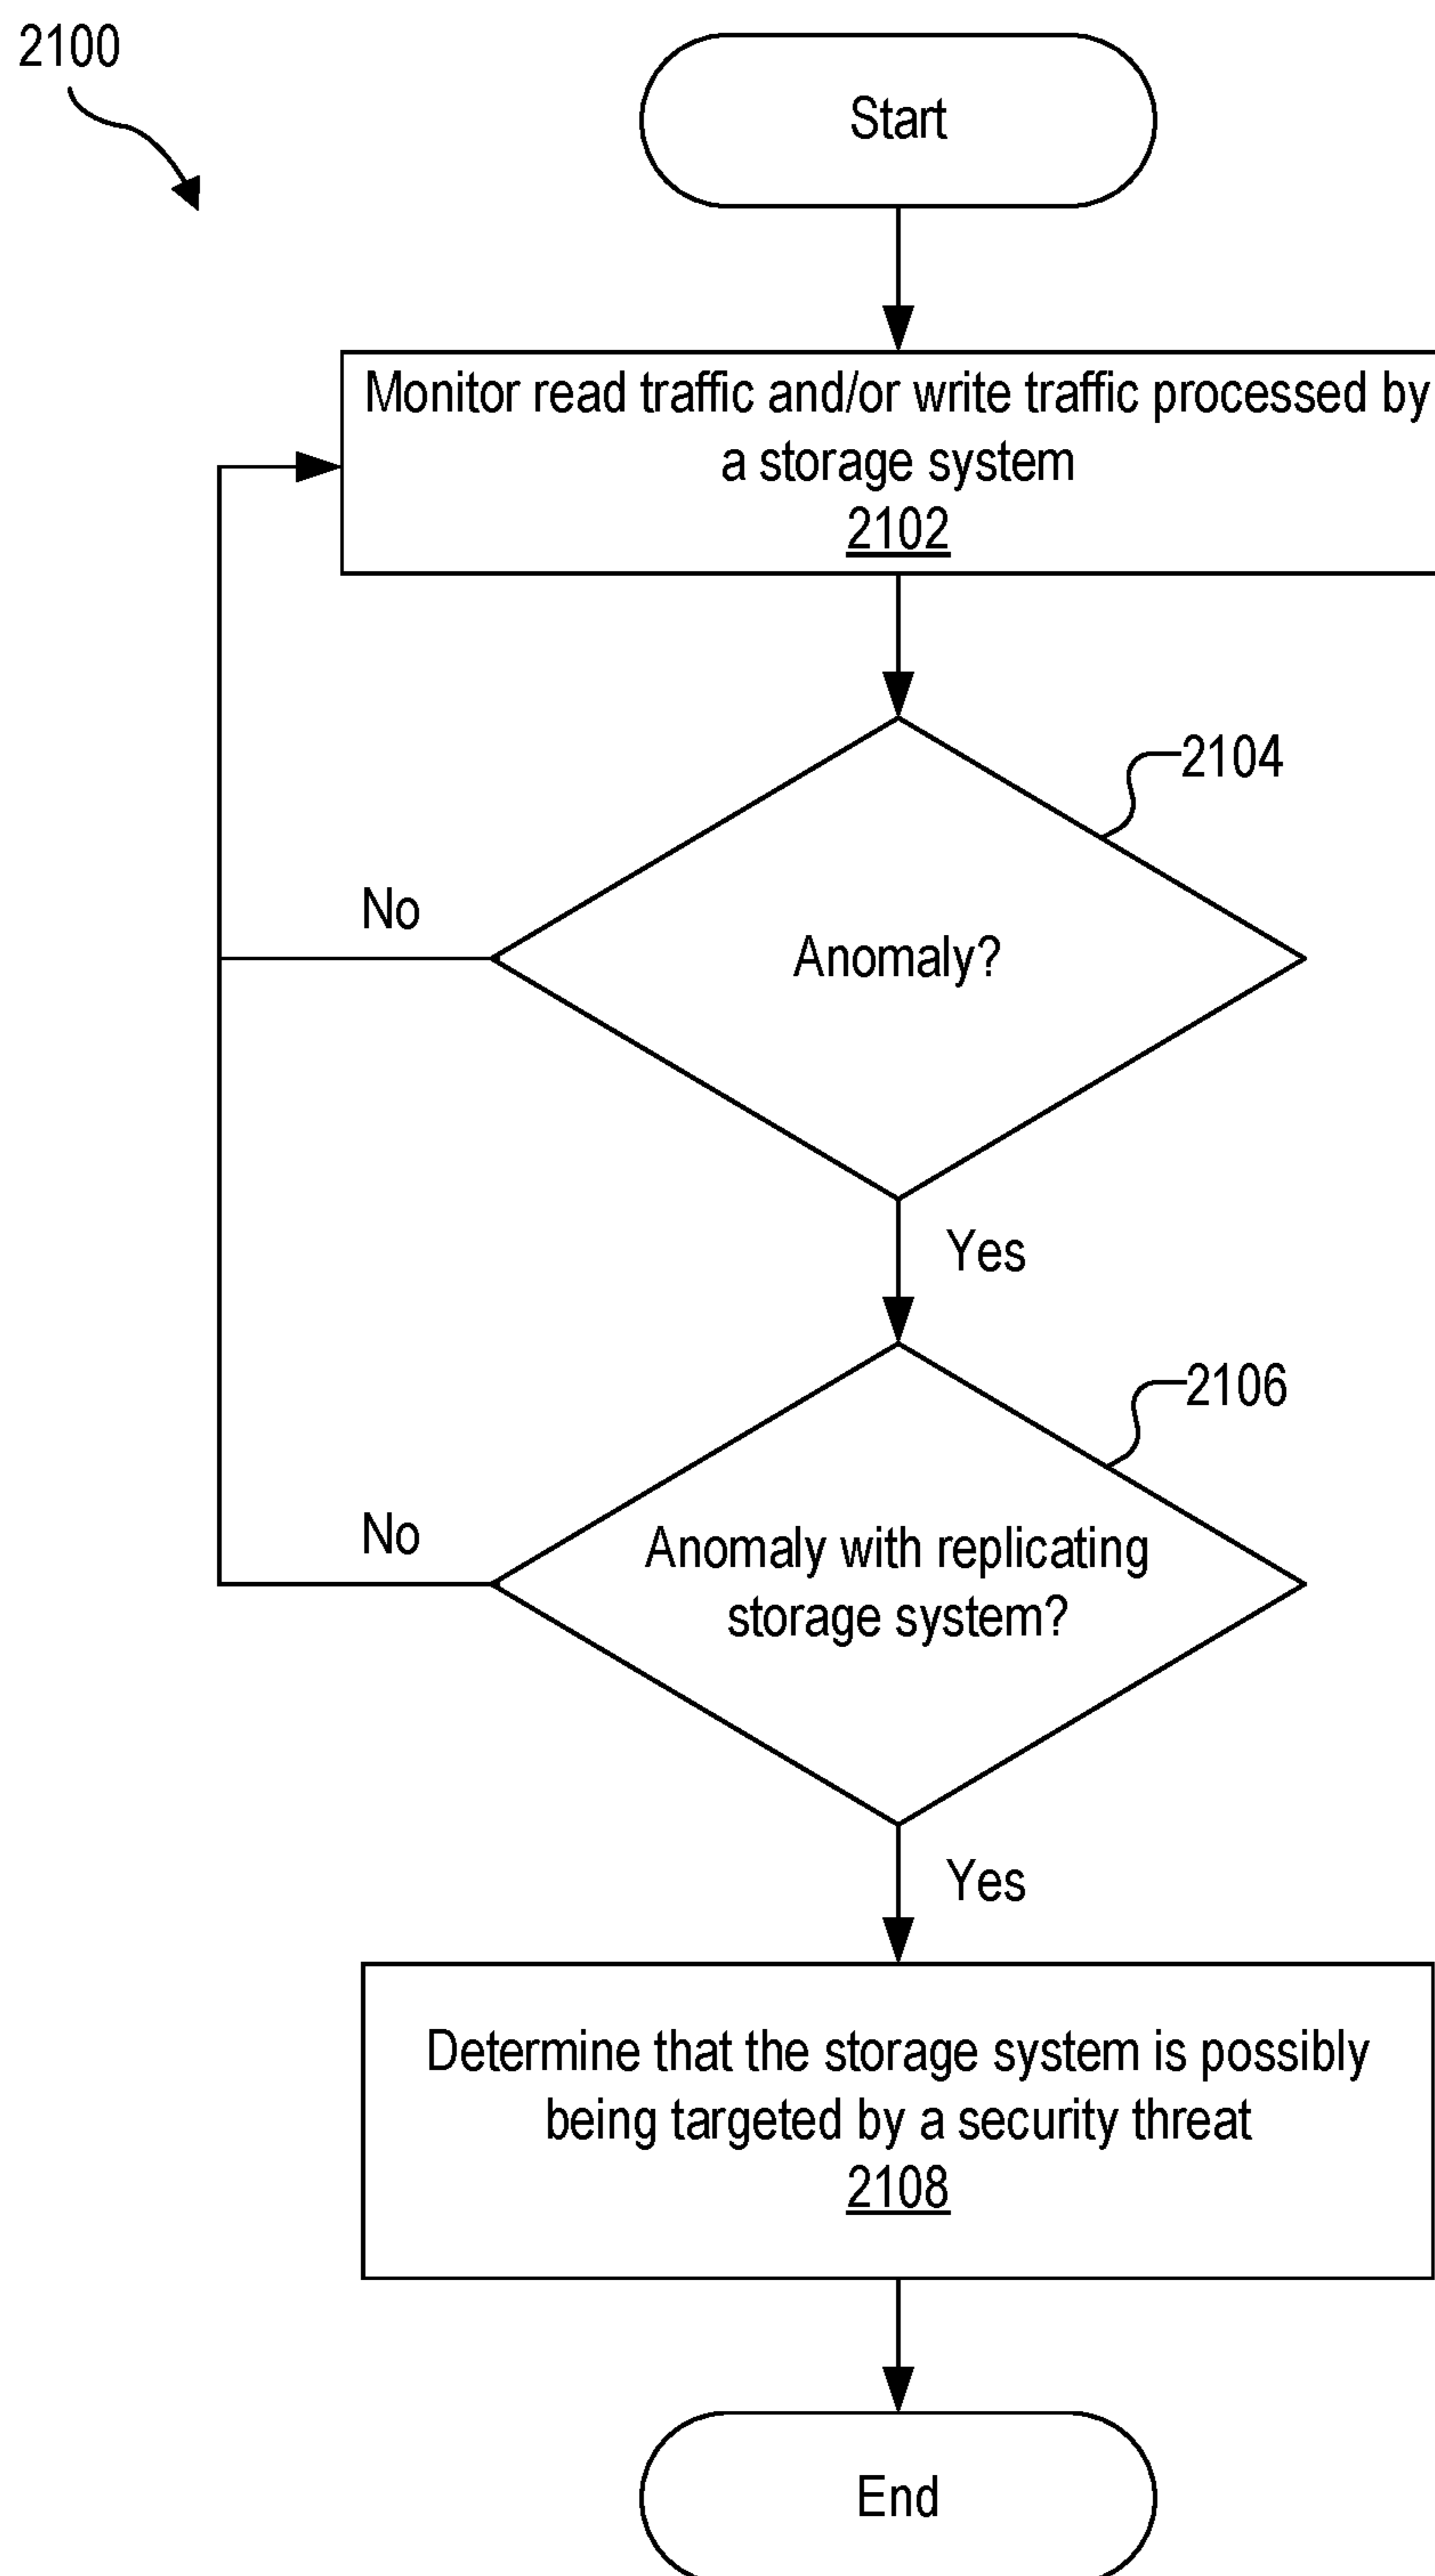 2100
Start
Monitor read traffic and/or write traffic processed by
a storage system
2102
2104
Anomaly?
No
Yes
2106
Anomaly with replicating
storage system?
No
Yes
Determine that the storage system is possibly
being targeted by a security threat
2108
End